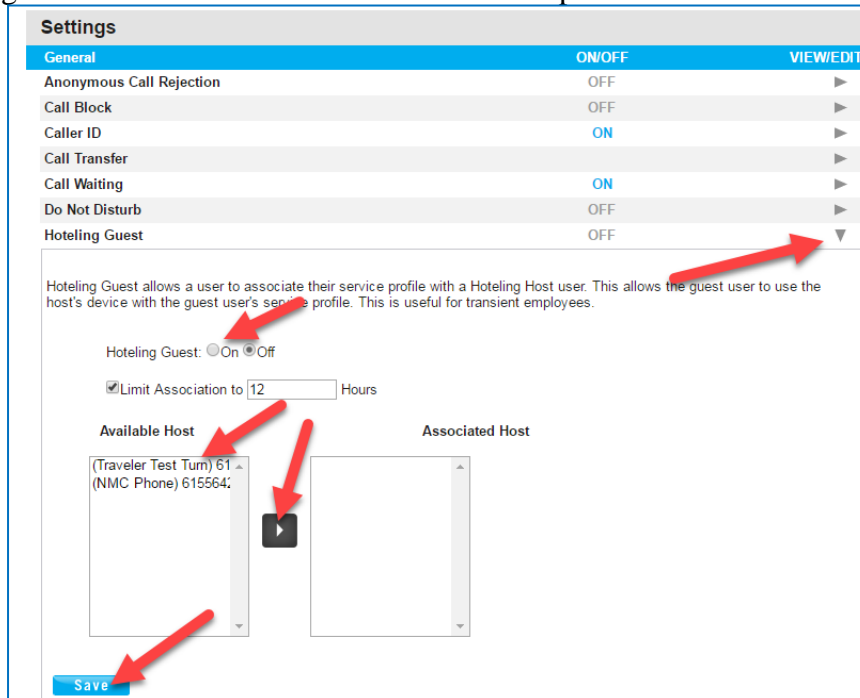 Settings
General ON/OFF VIEW/EDIT
Anonymous Call Rejection OFF
Call Block OFF
Caller ID ON
Call Transfer
Call Waiting ON
Do Not Disturb OFF
Hoteling Guest OFF
Hoteling Guest allows a user to associate their service profile with a Hoteling Host user. This allows the guest user to use the
host's device with the guest user's service profile. This is useful for transient employees.
Hoteling Guest: On Off
Limit Association to 12 Hours
Available Host Associated Host
(Traveler Test Turn) 61
(NMC Phone) 6155642
Save